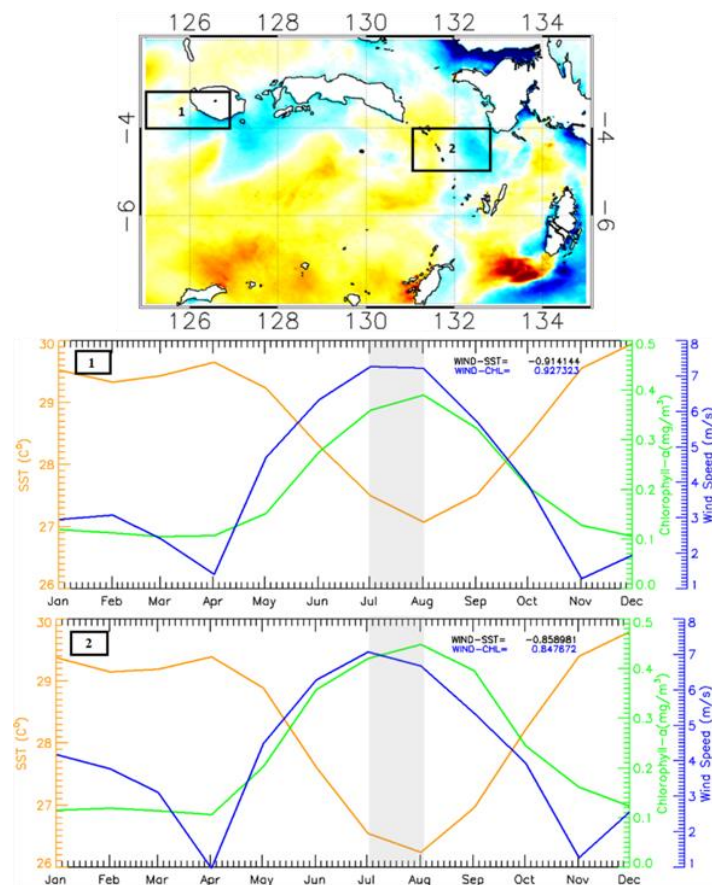 126 128 130 132 134
-4 -4
1 2
-6 -6
126 128 130 132 134
1
WIND-SST= -0.914144
WIND-CHL= 0.927323
30 0.5 8
7
29 0.4
6
SST (C°) 28 0.3 Chlorophyll-a(mg/m³) 5 Wind Speed (m/s)
4
0.2
3
27 0.1
2
26 0.0 1
Jan Feb Mar Apr May Jun Jul Aug Sep Oct Nov Dec
2
WIND-SST= -0.858981
WIND-CHL= 0.847672
30 0.5 8
7
29 0.4
6
SST (C°) 28 0.3 Chlorophyll-a(mg/m³) 5 Wind Speed (m/s)
4
0.2
3
27 0.1
2
26 0.0 1
Jan Feb Mar Apr May Jun Jul Aug Sep Oct Nov Dec